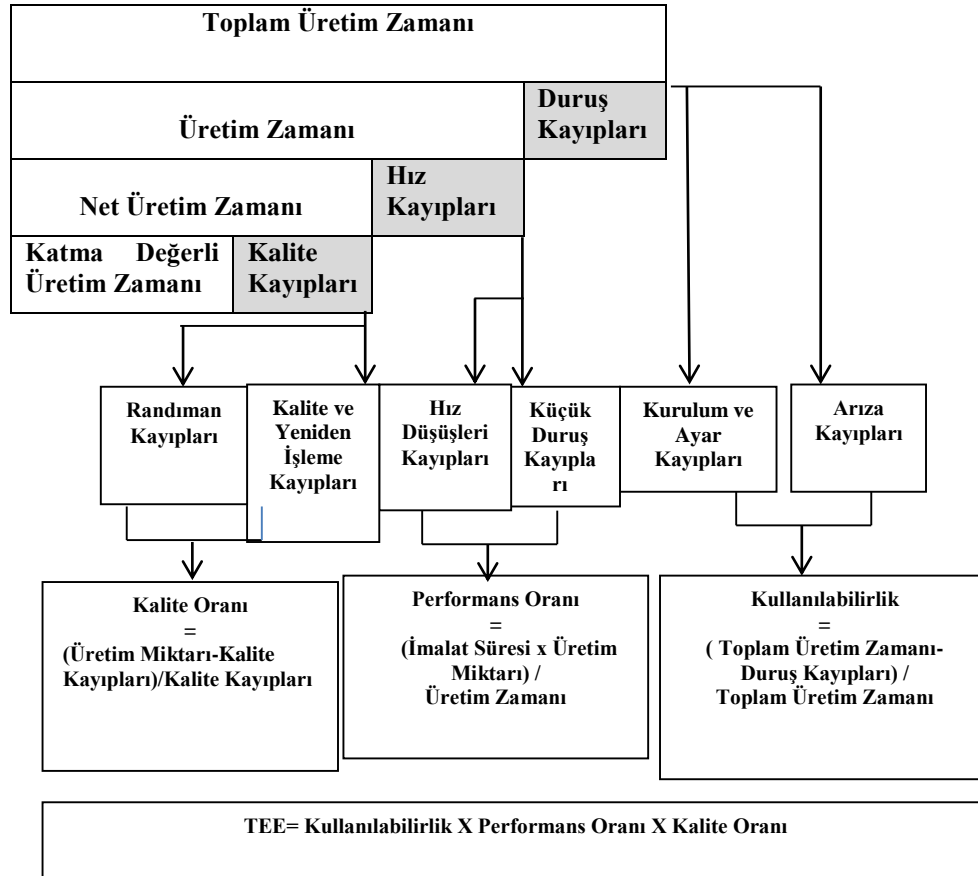 Toplam Üretim Zamanı
Üretim Zamanı
Duruş
Kayıpları
Net Üretim Zamanı
Hız
Kayıpları
Katma Değerli
Üretim Zamanı
Kalite
Kayıpları
Randıman
Kayıpları
Kalite ve
Yeniden
İşleme
Kayıpları
Hız
Düşüşleri
Kayıpları
Küçük
Duruş
Kayıpla
rı
Kurulum ve
Ayar
Kayıpları
Arıza
Kayıpları
Kalite Oranı
=
(Üretim Miktarı-Kalite
Kayıpları)/Kalite Kayıpları
Performans Oranı
=
(İmalat Süresi x Üretim
Miktarı) /
Üretim Zamanı
Kullanılabilirlik
=
( Toplam Üretim Zamanı-
Duruş Kayıpları) /
Toplam Üretim Zamanı
TEE= Kullanılabilirlik X Performans Oranı X Kalite Oranı